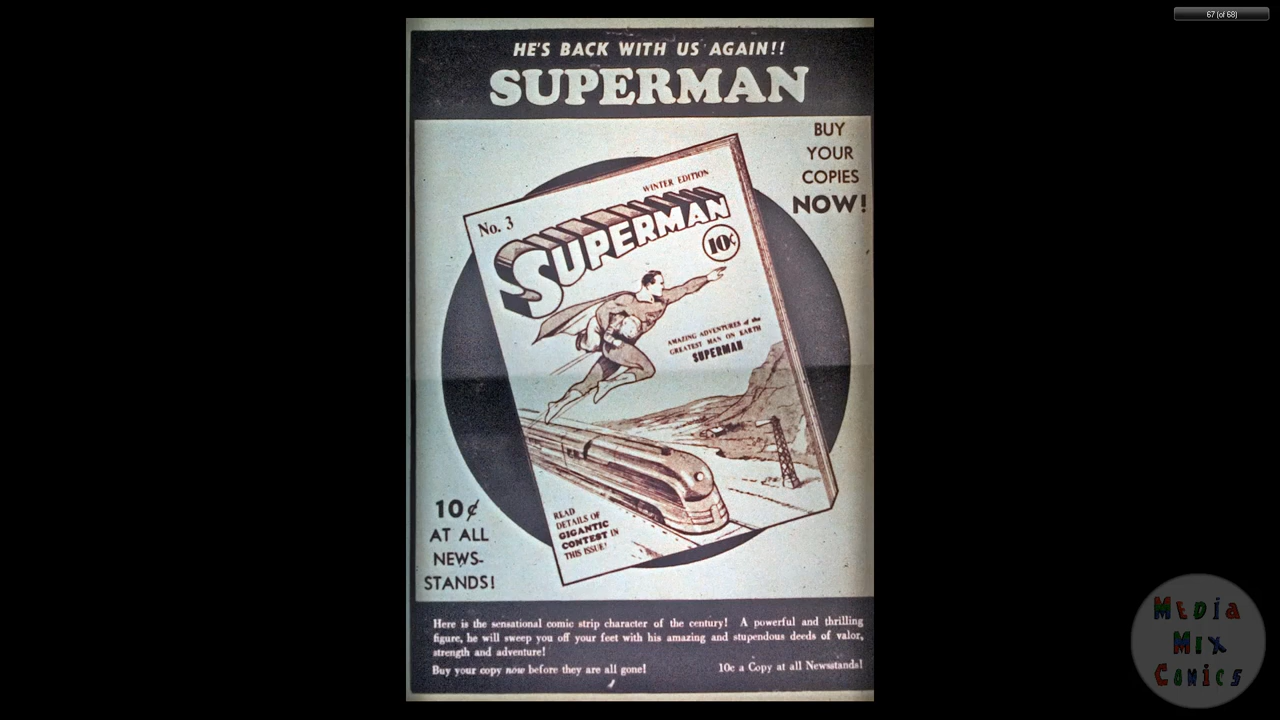 67 (of 68)
HE'S BACK WITH US AGAIN!!
SUPERMAN
BUY
YOUR
COPIES
NOW!
WINTER EDITION
No. 3
SUPERMAN
10¢
AMAZING ADVENTURES of the
GREATEST MAN ON EARTH
SUPERMAN
READ
DETAILS OF
GIGANTIC
CONTEST IN
THIS ISSUE!
10¢
AT ALL
NEWS-
STANDS!
Here is the sensational comic strip character of the century! A powerful and thrilling
figure, he will sweep you off your feet with his amazing and stupendous deeds of valor,
strength and adventure!
Buy your copy now before they are all gone!
10c a Copy at all Newsstands!
MEDiA
MiX
COMiCS